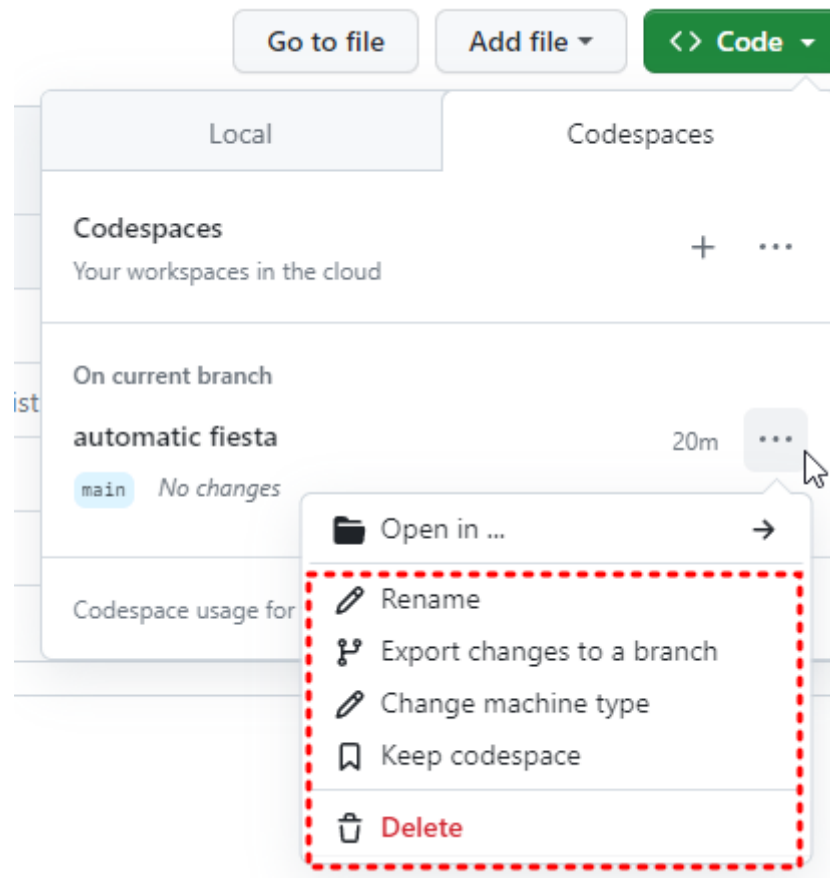 Go to file
Add file
<> Code
Local
Codespaces
Codespaces
Your workspaces in the cloud
On current branch
ist
automatic fiesta
20m
main
No changes
Open in ...
Codespace usage for
Rename
Export changes to a branch
Change machine type
Keep codespace
Delete